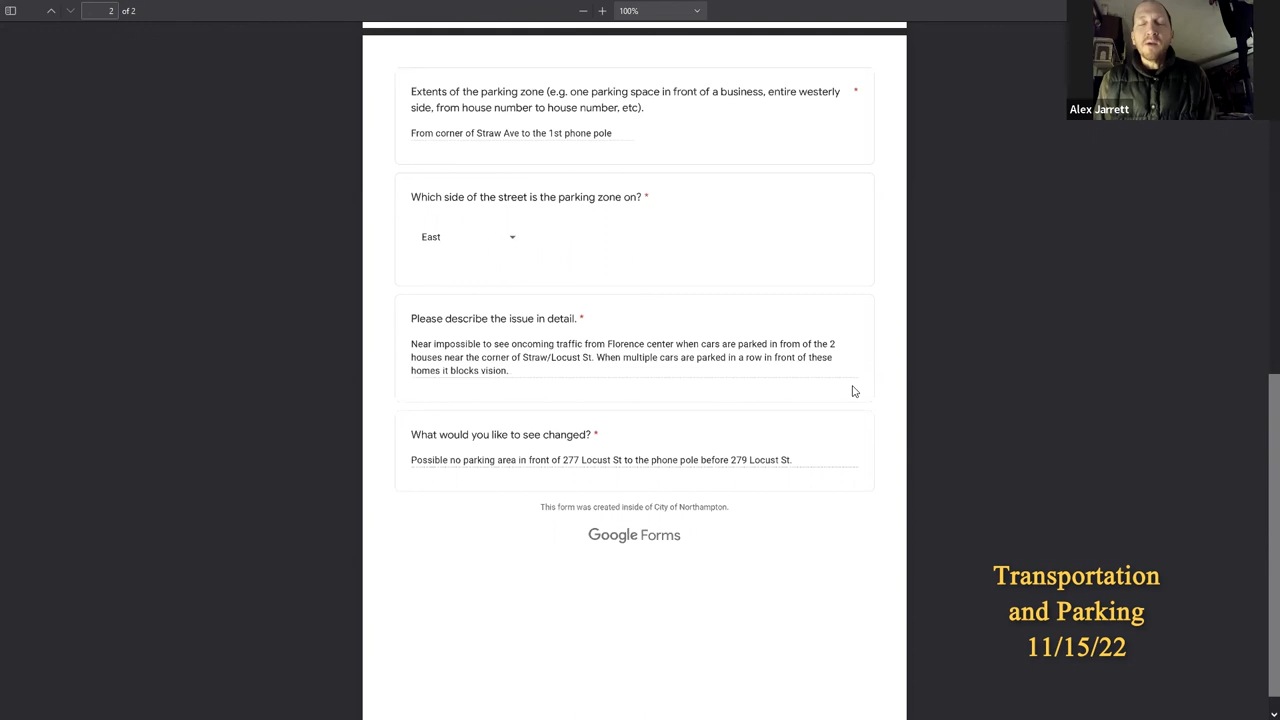 2 of 2
100%
Alex Jarrett
Extents of the parking zone (e.g. one parking space in front of a business, entire westerly *
side, from house number to house number, etc).
From corner of Straw Ave to the 1st phone pole
Which side of the street is the parking zone on? *
East
Please describe the issue in detail. *
Near impossible to see oncoming traffic from Florence center when cars are parked in from of the 2
houses near the corner of Straw/Locust St. When multiple cars are parked in a row in front of these
homes it blocks vision.
What would you like to see changed? *
Possible no parking area in front of 277 Locust St to the phone pole before 279 Locust St.
This form was created inside of City of Northampton.
Google Forms
Transportation
and Parking
11/15/22